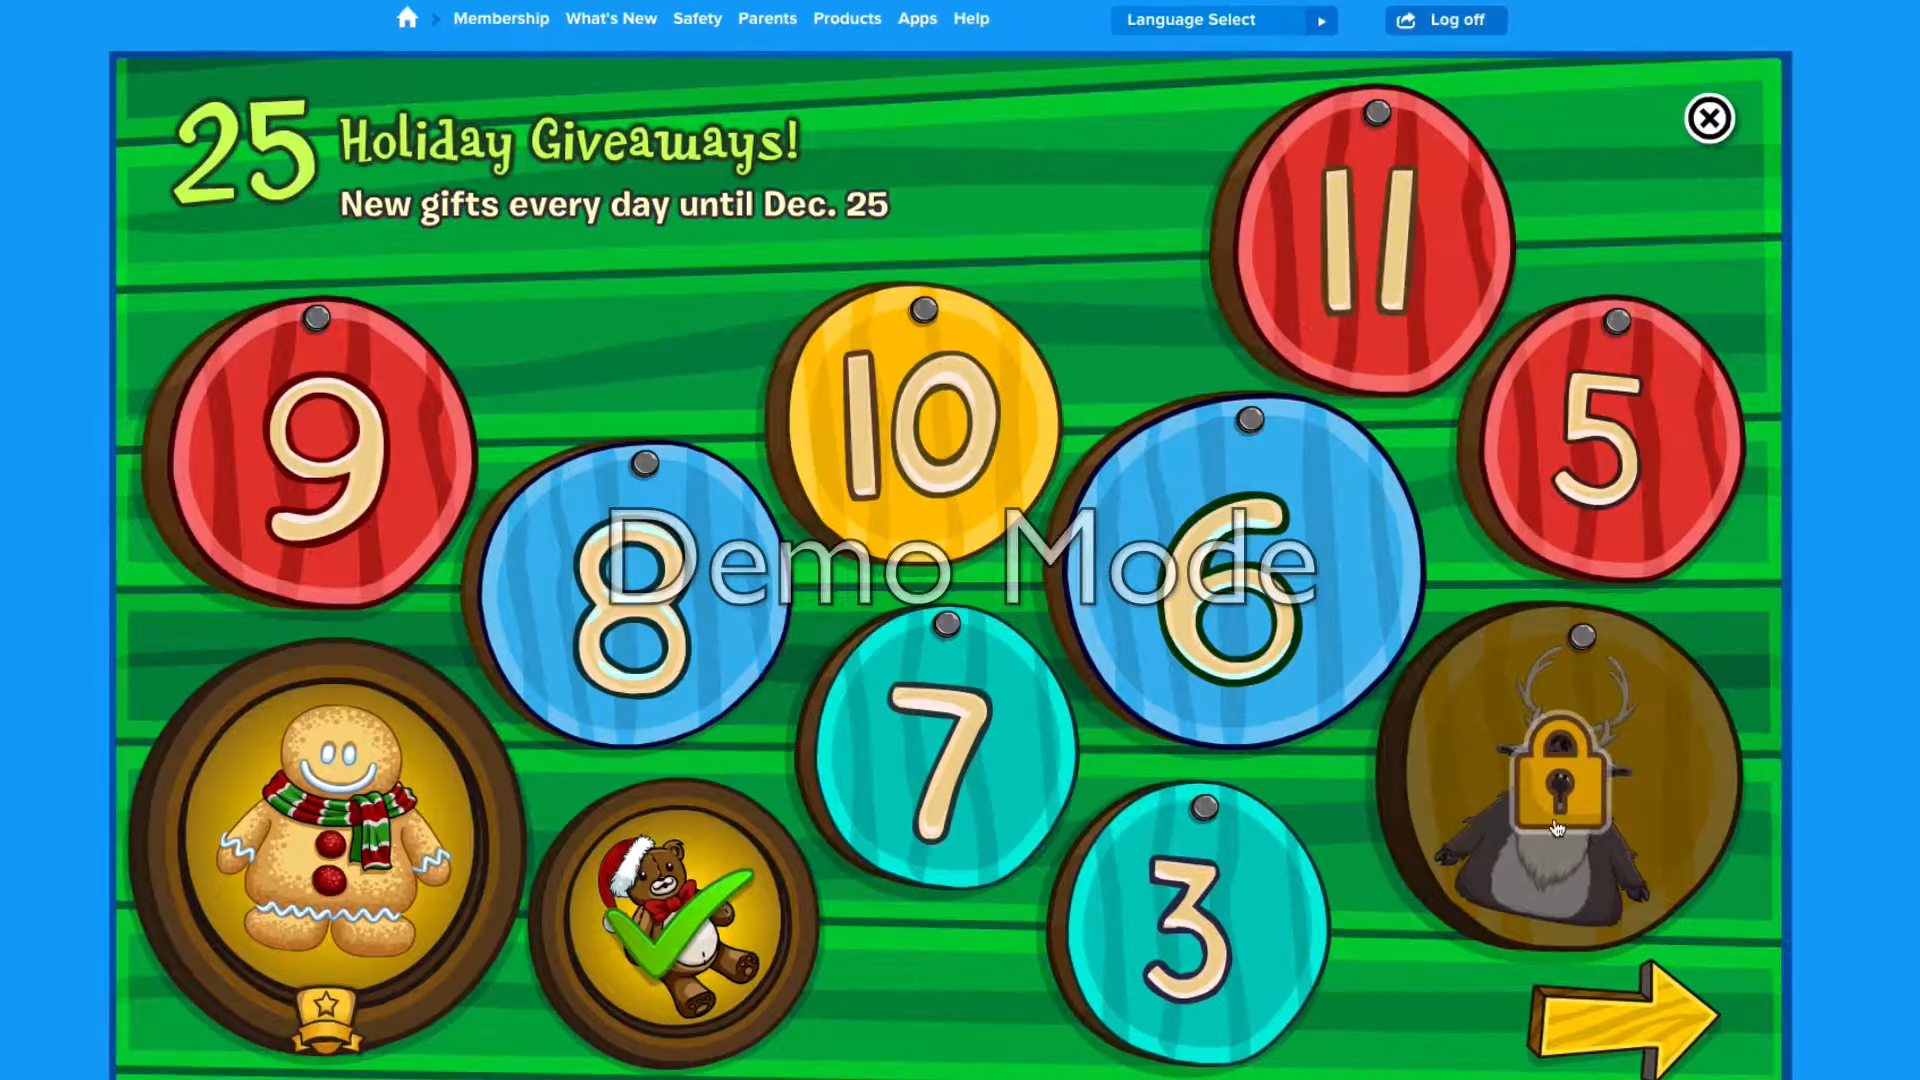 Membership What's New Safety Parents Products Apps Help Language Select Log off
25 Holiday Giveaways!
New gifts every day until Dec. 25
11
9
10
5
8
6
Demo Mode
7
3